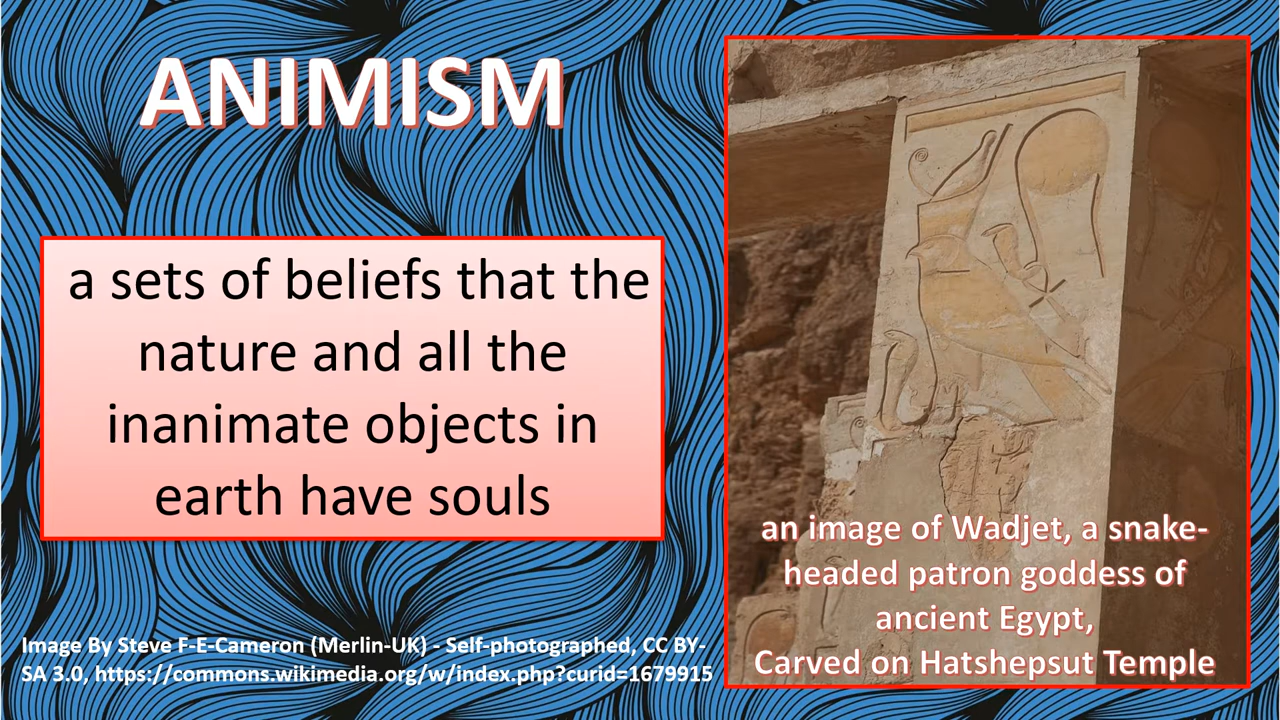 ANIMISM
a sets of beliefs that the
nature and all the
inanimate objects in
earth have souls
an image of Wadjet, a snake-
headed patron goddess of
ancient Egypt,
Carved on Hatshepsut Temple
Image By Steve F-E-Cameron (Merlin-UK) - Self-photographed, CC BY-
SA 3.0, https://commons.wikimedia.org/w/index.php?curid=1679915